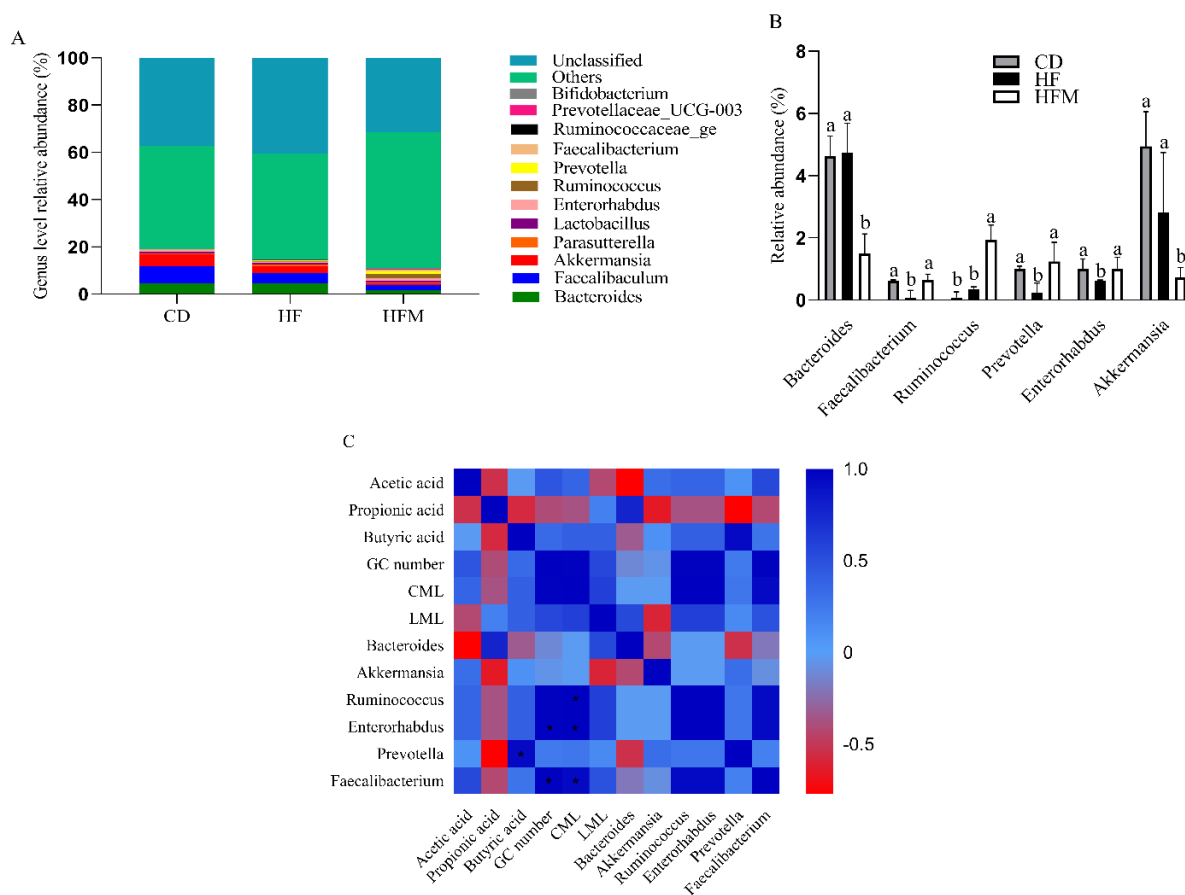 A
Genus level relative abundance (%)
100
80
60
40
20
0
CD
HF
HFM
Unclassified
Others
Bifidobacterium
Prevotellaceae_UCG-003
Ruminococcaceae_ge
Faecalibacterium
Prevotella
Ruminococcus
Enterorhabdus
Lactobacillus
Parasutterella
Akkermansia
Faccalibaculum
Bacteroides
B
Relative abundance (%)
8
6
4
2
0
CD
HF
HFM
a a b
a b a
b b a
a b a
a b a
a a b
Bacteroides
Faecalibacterium
Ruminococcus
Prevotella
Enterorhabdus
Akkermansia
C
Acetic acid
Propionic acid
Butyric acid
GC number
CML
LML
Bacteroides
Akkermansia
Ruminococcus
Enterorhabdus
Prevotella
Faecalibacterium
*
* *
*
* *
Acetic acid
Propionic acid
Butyric acid
GC number
CML
LML
Bacteroides
Akkermansia
Ruminococcus
Enterorhabdus
Prevotella
Faecalibacterium
1.0
0.5
0
-0.5